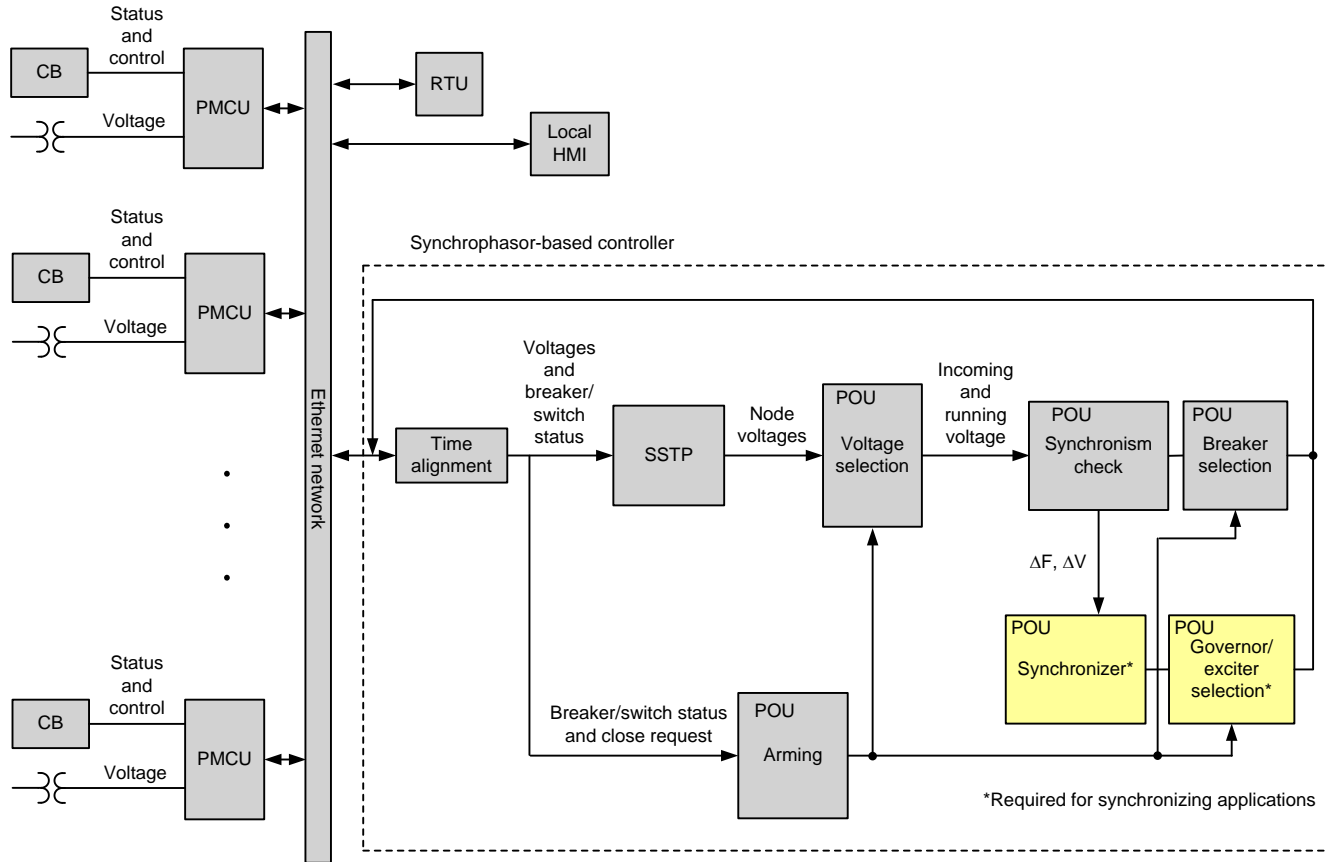 Status
and
control
CB
PMCU
Voltage
RTU
Local
HMI
Status
and
control
CB
PMCU
Voltage
Ethernet network
Synchrophasor-based controller
Time
alignment
Voltages
and
breaker/
switch
status
SSTP
Node
voltages
POU
Voltage
selection
Incoming
and
running
voltage
POU
Synchronism
check
POU
Breaker
selection
ΔF, ΔV
POU
Synchronizer*
POU
Governor/
exciter
selection*
Status
and
control
CB
PMCU
Voltage
Breaker/switch status
and close request
POU
Arming
*Required for synchronizing applications